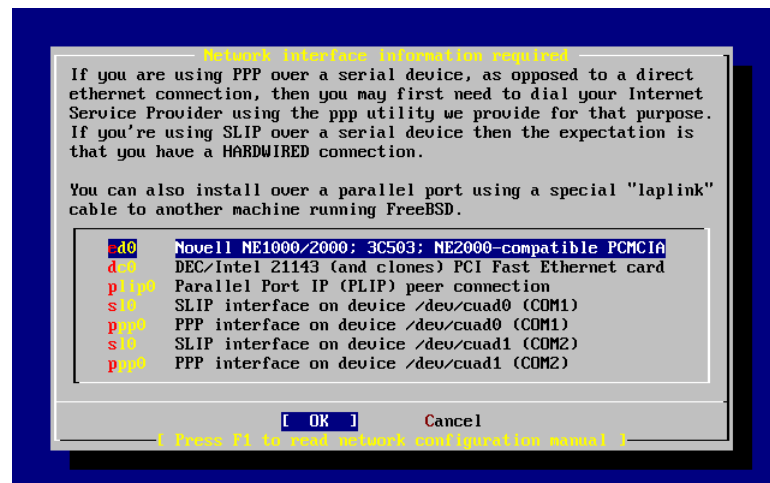 Network interface information required
If you are using PPP over a serial device, as opposed to a direct
ethernet connection, then you may first need to dial your Internet
Service Provider using the ppp utility we provide for that purpose.
If you're using SLIP over a serial device then the expectation is
that you have a HARDWIRED connection.
You can also install over a parallel port using a special "laplink"
cable to another machine running FreeBSD.
ed0 Novell NE1000/2000; 3C503; NE2000-compatible PCMCIA
dc0 DEC/Intel 21143 (and clones) PCI Fast Ethernet card
plip0 Parallel Port IP (PLIP) peer connection
sl0 SLIP interface on device /dev/cuad0 (COM1)
ppp0 PPP interface on device /dev/cuad0 (COM1)
sl0 SLIP interface on device /dev/cuad1 (COM2)
ppp0 PPP interface on device /dev/cuad1 (COM2)
[ OK ] Cancel
[ Press F1 to read network configuration manual ]